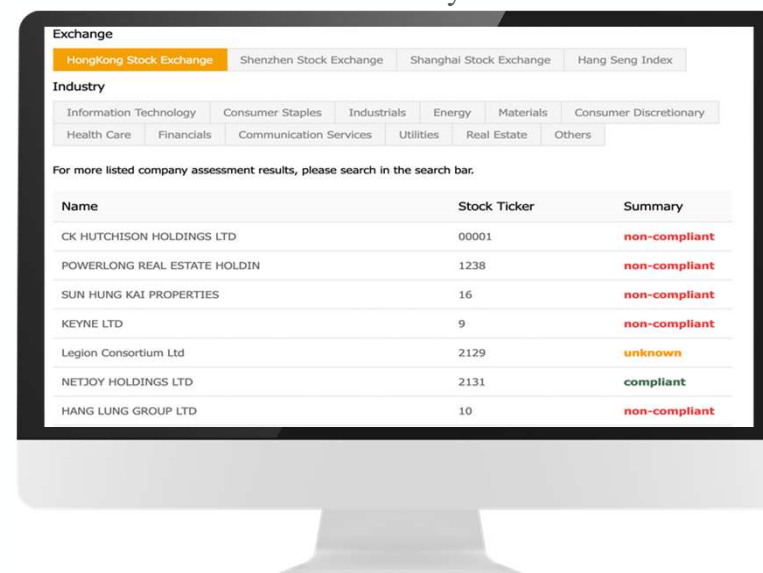 Exchange
HongKong Stock Exchange Shenzhen Stock Exchange Shanghai Stock Exchange Hang Seng Index
Industry
Information Technology Consumer Staples Industrials Energy Materials Consumer Discretionary
Health Care Financials Communication Services Utilities Real Estate Others
For more listed company assessment results, please search in the search bar.
Name Stock Ticker Summary
CK HUTCHISON HOLDINGS LTD 00001 non-compliant
POWERLONG REAL ESTATE HOLDIN 1238 non-compliant
SUN HUNG KAI PROPERTIES 16 non-compliant
KEYNE LTD 9 non-compliant
Legion Consortium Ltd 2129 unknown
NETJOY HOLDINGS LTD 2131 compliant
HANG LUNG GROUP LTD 10 non-compliant